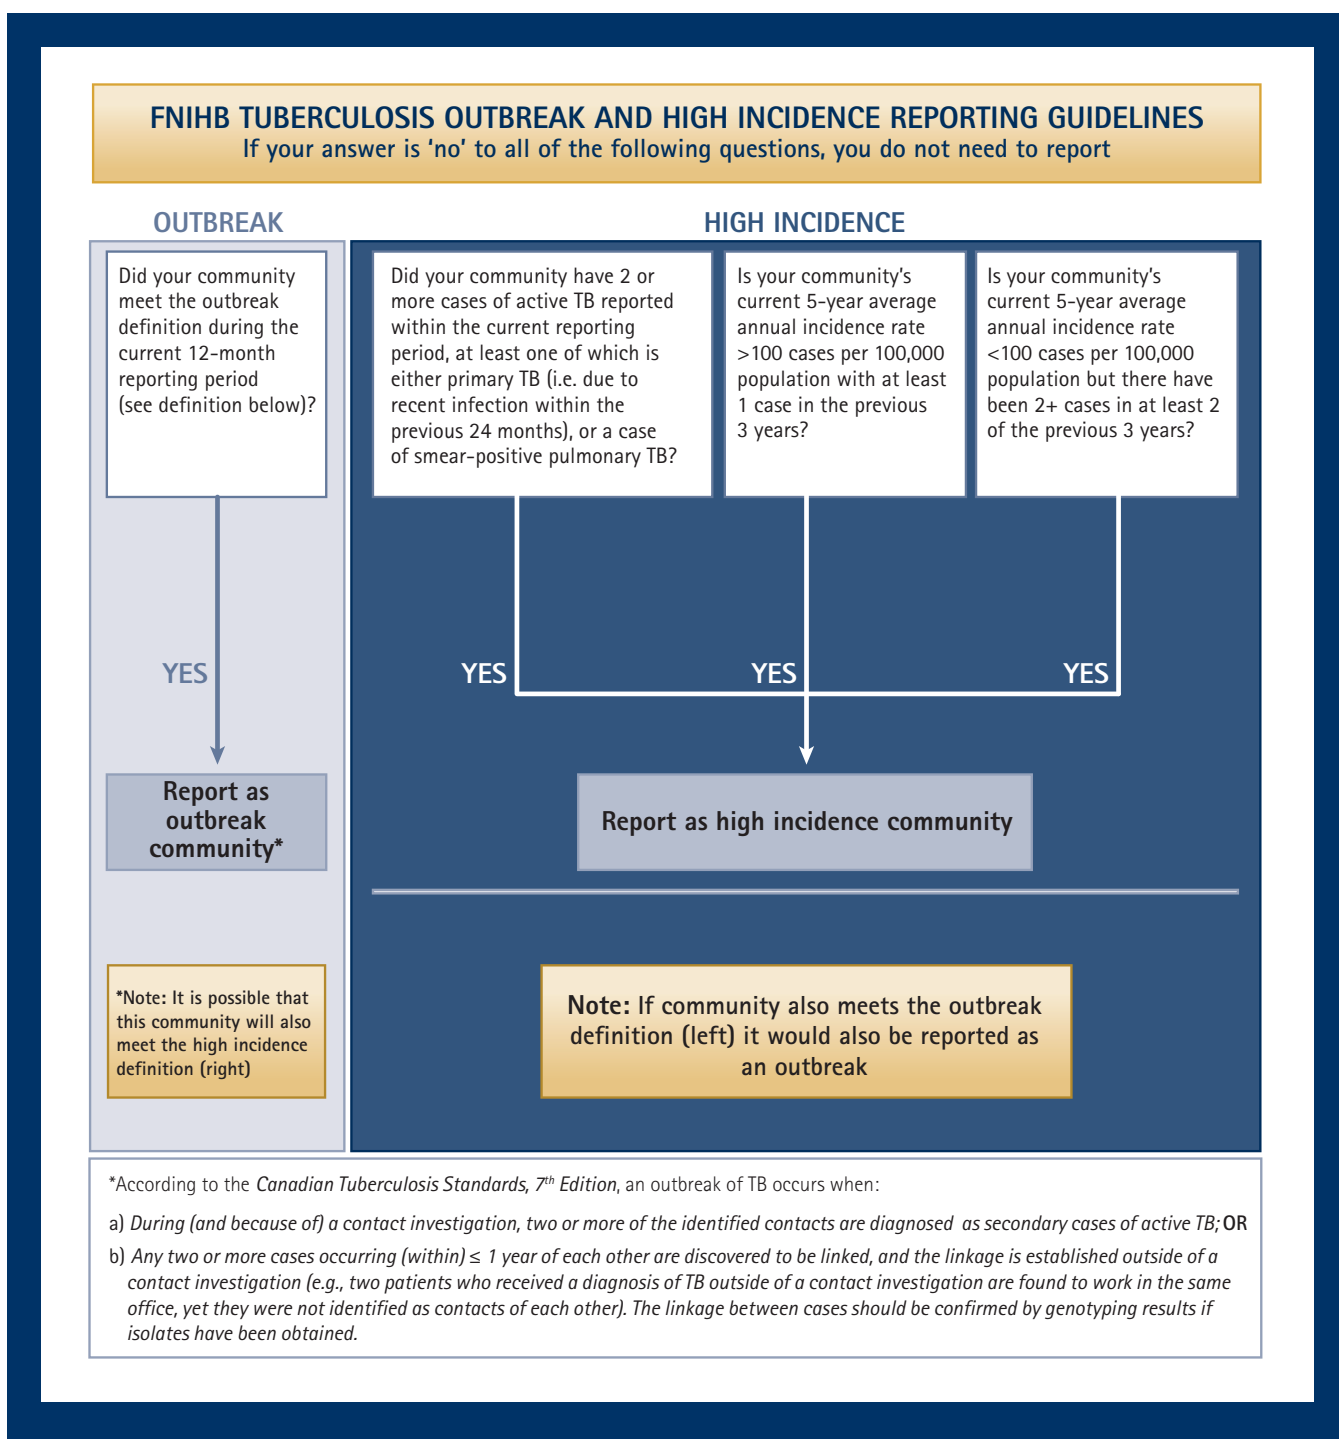 FNIHB TUBERCULOSIS OUTBREAK AND HIGH INCIDENCE REPORTING GUIDELINES
If your answer is 'no' to all of the following questions, you do not need to report
OUTBREAK
Did your community
meet the outbreak
definition during the
current 12-month
reporting period
(see definition below)?
YES
Report as
outbreak
community*
*Note: It is possible that
this community will also
meet the high incidence
definition (right)
HIGH INCIDENCE
Did your community have 2 or
more cases of active TB reported
within the current reporting
period, at least one of which is
either primary TB (i.e. due to
recent infection within the
previous 24 months), or a case
of smear-positive pulmonary TB?
YES
Is your community's
current 5-year average
annual incidence rate
>100 cases per 100,000
population with at least
1 case in the previous
3 years?
YES
Is your community's
current 5-year average
annual incidence rate
<100 cases per 100,000
population but there have
been 2+ cases in at least 2
of the previous 3 years?
YES
Report as high incidence community
Note: If community also meets the outbreak
definition (left) it would also be reported as
an outbreak
*According to the Canadian Tuberculosis Standards, 7th Edition, an outbreak of TB occurs when:
a) During (and because of) a contact investigation, two or more of the identified contacts are diagnosed as secondary cases of active TB; OR
b) Any two or more cases occurring (within) ≤ 1 year of each other are discovered to be linked, and the linkage is established outside of a
contact investigation (e.g., two patients who received a diagnosis of TB outside of a contact investigation are found to work in the same
office, yet they were not identified as contacts of each other). The linkage between cases should be confirmed by genotyping results if
isolates have been obtained.